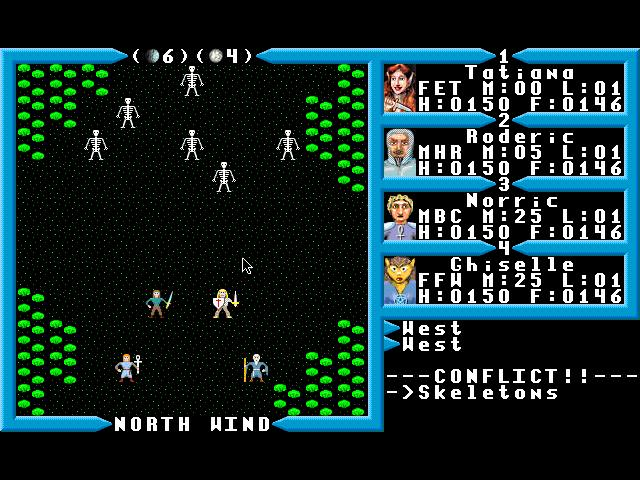 (6)(4)
NORTH WIND
1
Tatiana
FET M:00 L:01
H:0150 F:0146
2
Roderic
MHR M:05 L:01
H:0150 F:0146
3
Norric
MBC M:25 L:01
H:0150 F:0146
4
Ghiselle
FFW M:25 L:01
H:0150 F:0146
West
West
---CONFLICT!!---
->Skeletons